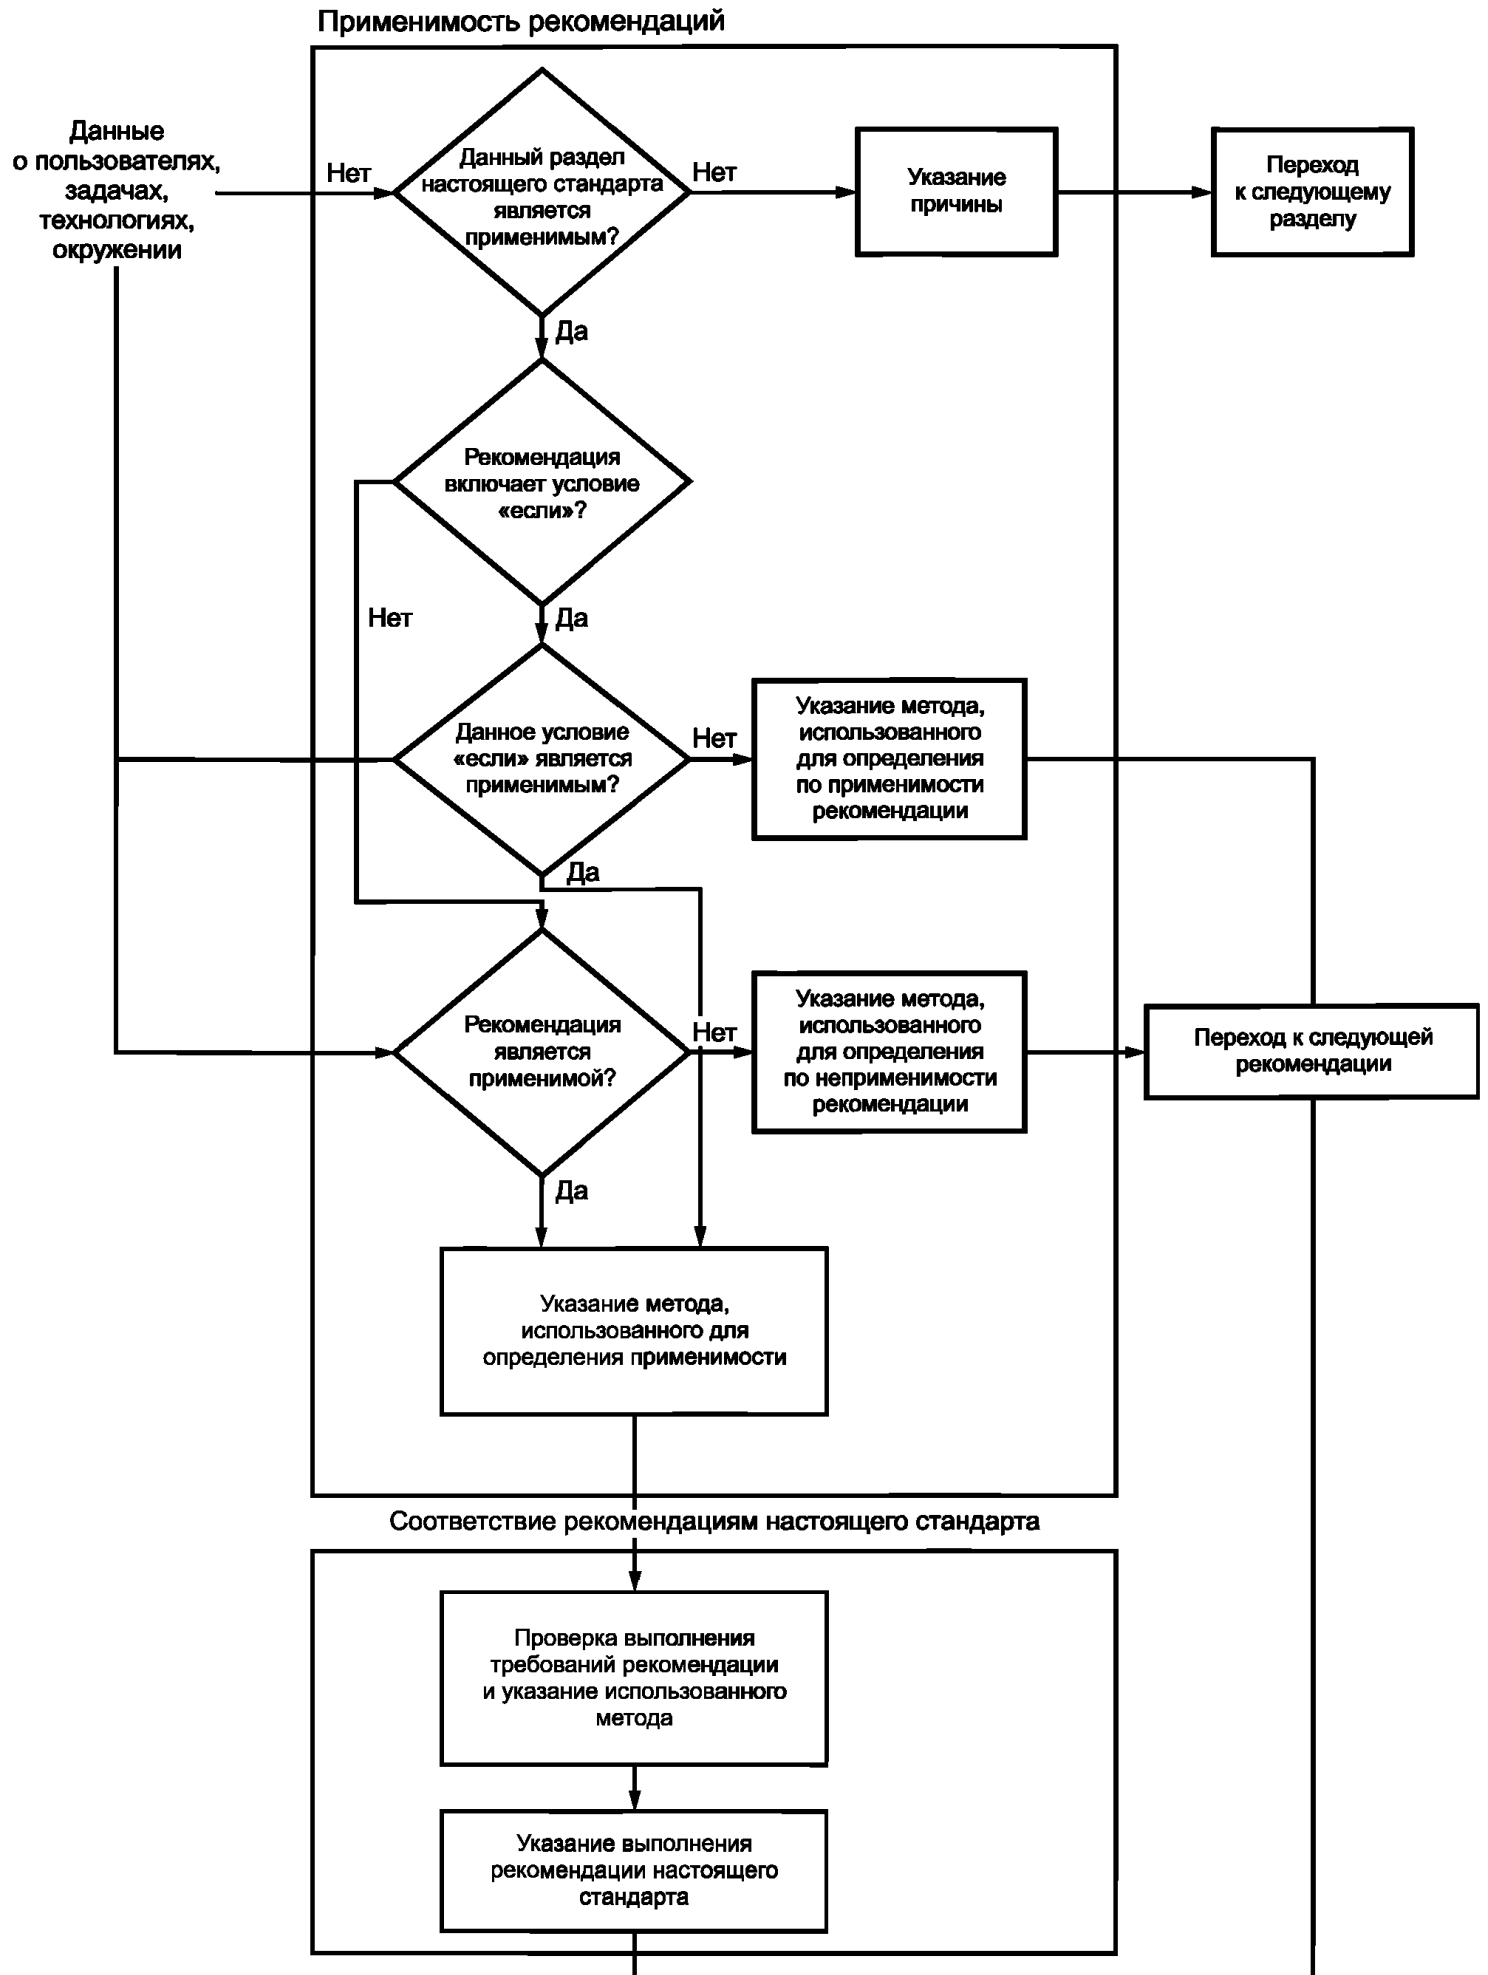 Применимость рекомендаций
Данные
о пользователях,
задачах,
технологиях,
окружении
Нет
Данный раздел
настоящего стандарта
является
применимым?
Нет
Указание
причины
Переход
к следующему
разделу
Да
Рекомендация
включает условие
«если»?
Нет
Да
Данное условие
«если» является
применимым?
Нет
Указание метода,
использованного
для определения
по применимости
рекомендации
Да
Рекомендация
является
применимой?
Нет
Указание метода,
использованного
для определения
по неприменимости
рекомендации
Переход к следующей
рекомендации
Да
Указание метода,
использованного для
определения применимости
Соответствие рекомендациям настоящего стандарта
Проверка выполнения
требований рекомендации
и указание использованного
метода
Указание выполнения
рекомендации настоящего
стандарта